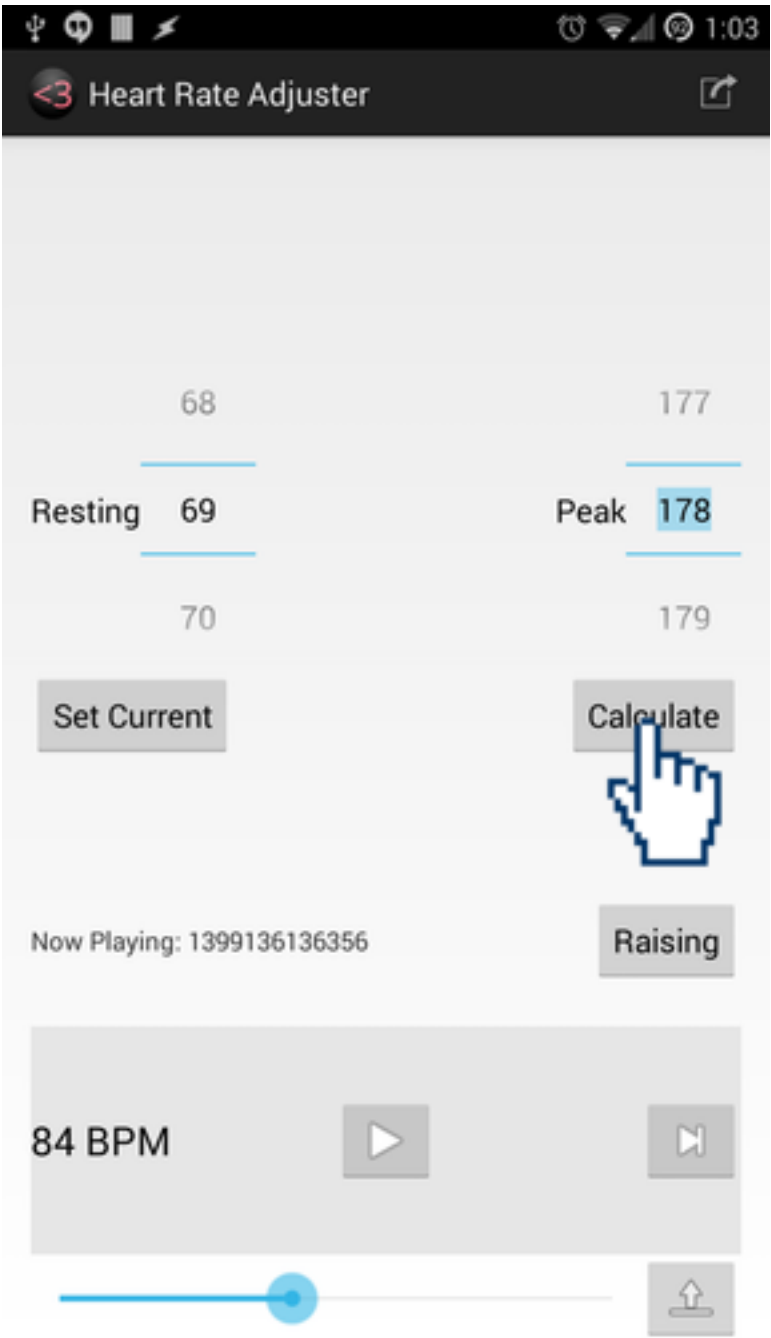 92 1:03
<3 Heart Rate Adjuster
68 177
Resting 69 Peak 178
70 179
Set Current Calculate
Now Playing: 1399136136356 Raising
84 BPM